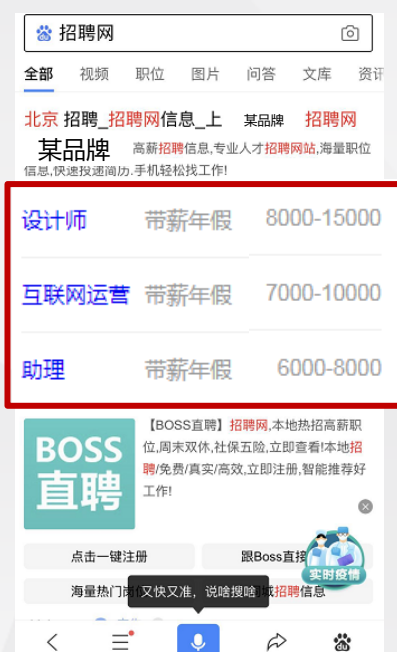 招聘网
全部 视频 职位 图片 问答 文库 资讯
北京 招聘_招聘网信息_上 某品牌 招聘网
某品牌 高薪招聘信息,专业人才招聘网站,海量职位
信息,快速投递简历.手机轻松找工作!
设计师 带薪年假 8000-15000
互联网运营 带薪年假 7000-10000
助理 带薪年假 6000-8000
BOSS
直聘
【BOSS直聘】招聘网,本地热招高薪职
位,周末双休,社保五险,立即查看!本地招
聘/免费/真实/高效,立即注册,智能推荐好
工作!
点击一键注册 跟Boss直接
实时疫情
海量热门岗位 同城招聘信息
又快又准，说啥搜啥
du